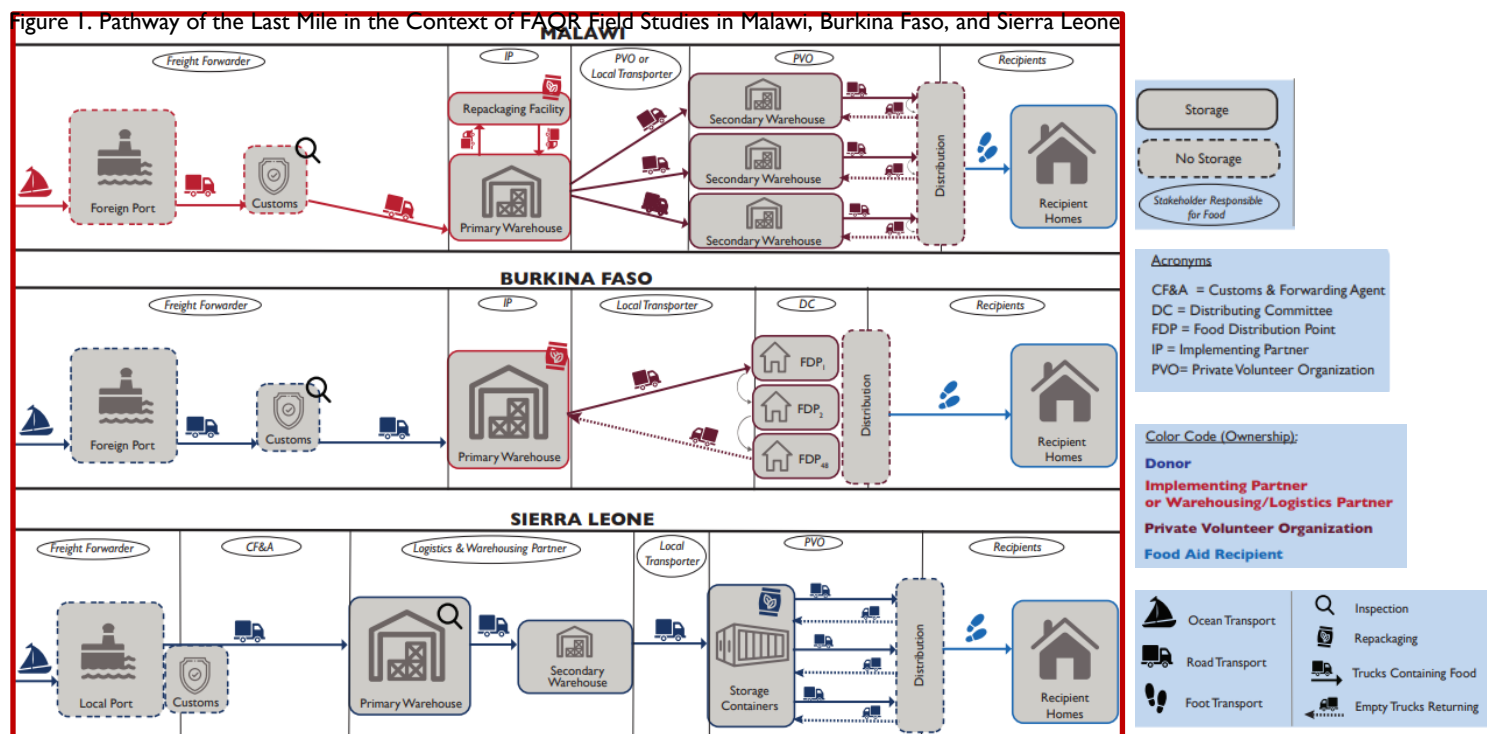 Figure 1. Pathway of the Last Mile in the Context of FAQR Field Studies in Malawi, Burkina Faso, and Sierra Leone
MALAWI
Freight Forwarder
IP
PVO or
Local Transporter
PVO
Recipients
Repackaging Facility
Foreign Port
Customs
Primary Warehouse
Secondary Warehouse
Secondary Warehouse
Secondary Warehouse
Distribution
Recipient
Homes
BURKINA FASO
Freight Forwarder
IP
Local Transporter
DC
Recipients
Foreign Port
Customs
Primary Warehouse
FDP1
FDP2
FDP48
Distribution
Recipient
Homes
SIERRA LEONE
Freight Forwarder
CF&A
Logistics & Warehousing Partner
Local
Transporter
PVO
Recipients
Local Port
Customs
Primary Warehouse
Secondary
Warehouse
Storage
Containers
Distribution
Recipient
Homes
Storage
No Storage
Stakeholder Responsible
for Food
Acronyms
CF&A = Customs & Forwarding Agent
DC = Distributing Committee
FDP = Food Distribution Point
IP = Implementing Partner
PVO= Private Volunteer Organization
Color Code (Ownership):
Donor
Implementing Partner
or Warehousing/Logistics Partner
Private Volunteer Organization
Food Aid Recipient
Ocean Transport
Road Transport
Foot Transport
Inspection
Repackaging
Trucks Containing Food
Empty Trucks Returning